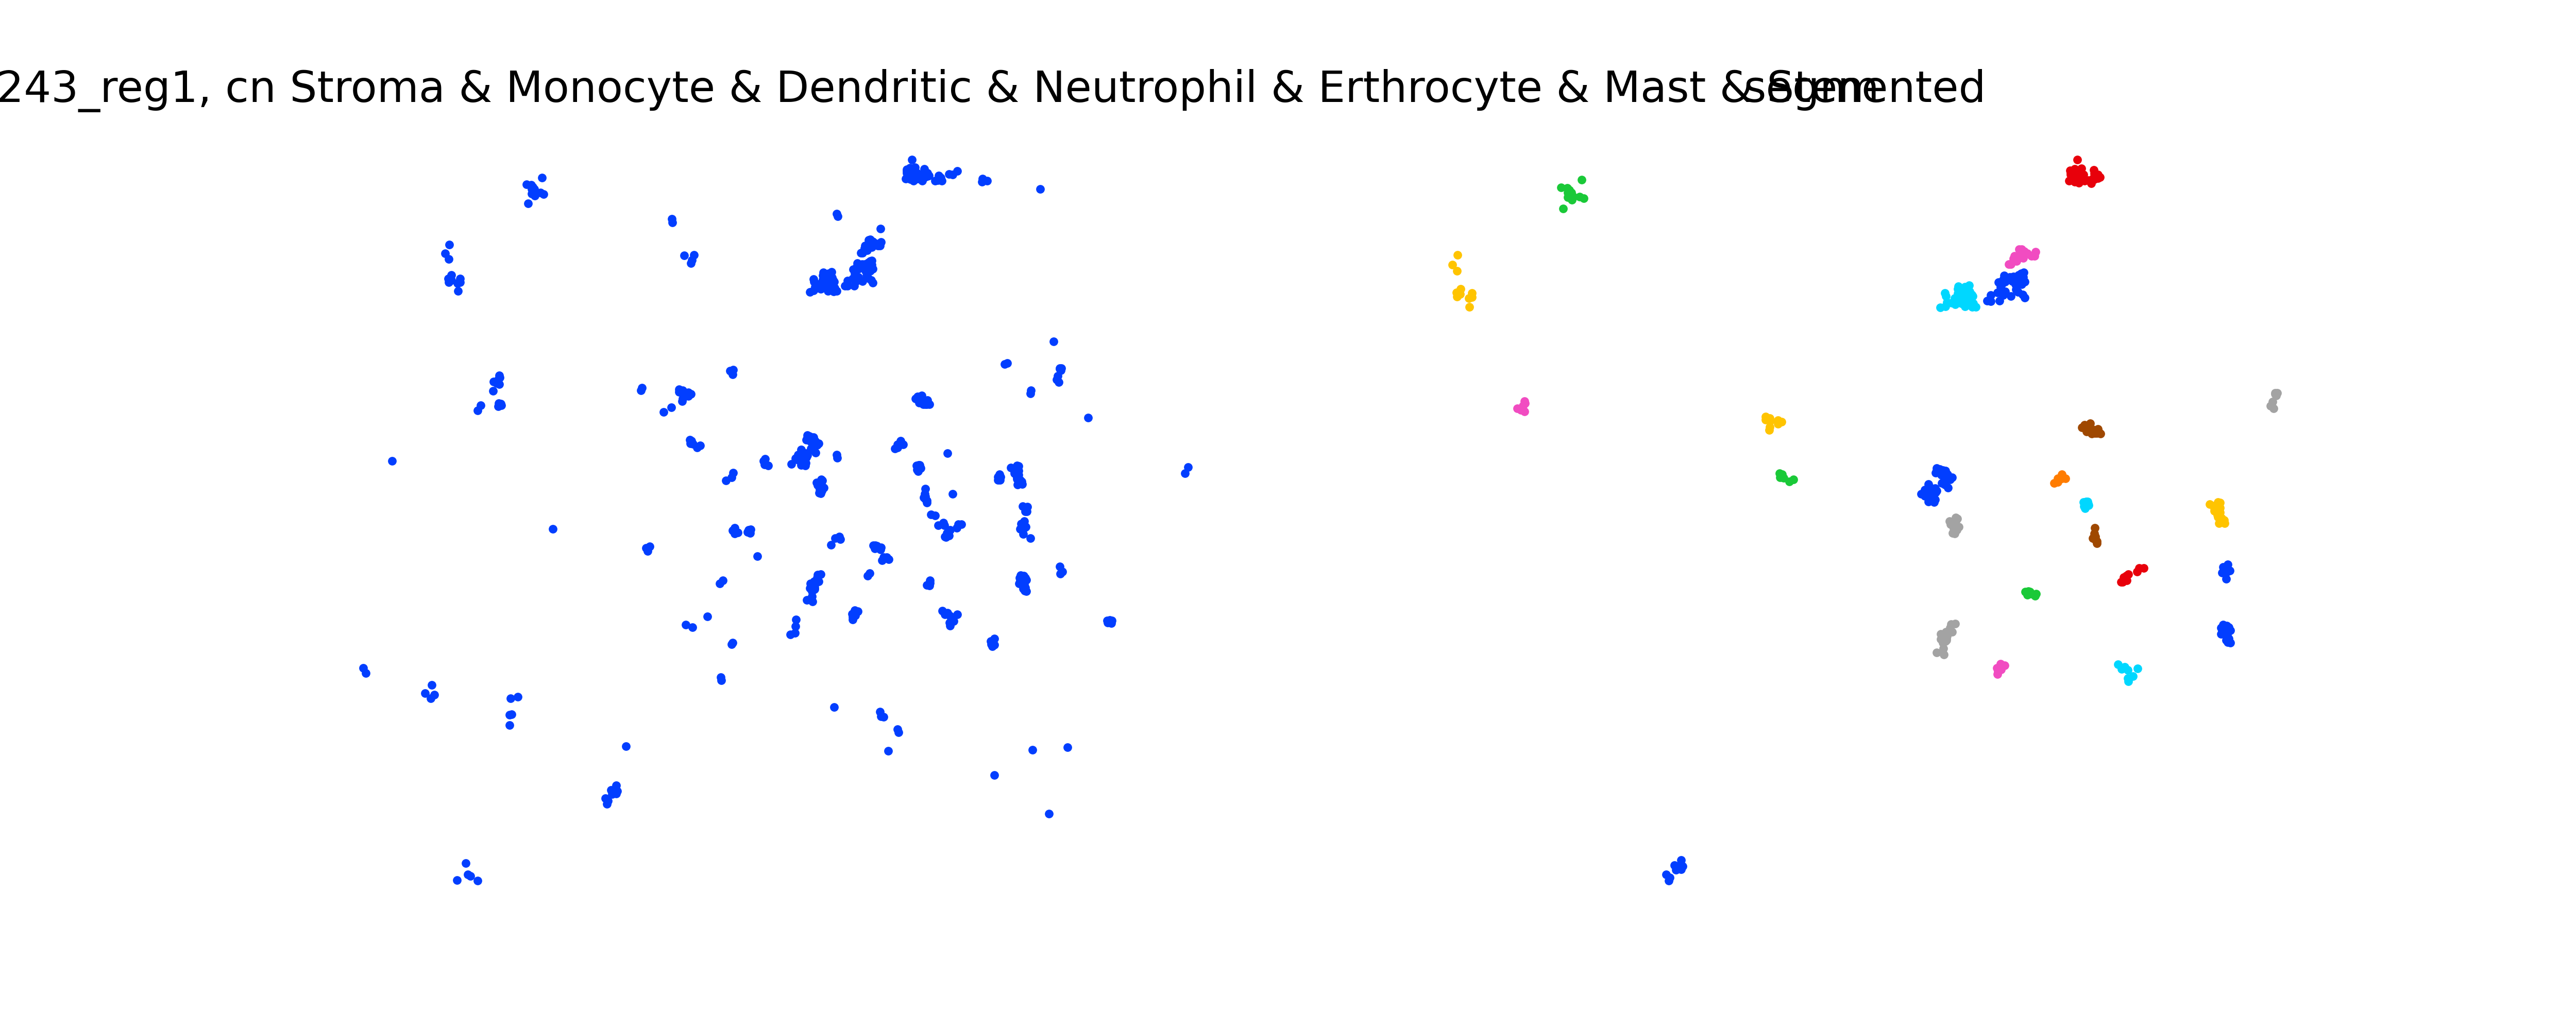 243_reg1, cn Stroma & Monocyte & Dendritic & Neutrophil & Erthrocyte & Mast & Stem
segmented